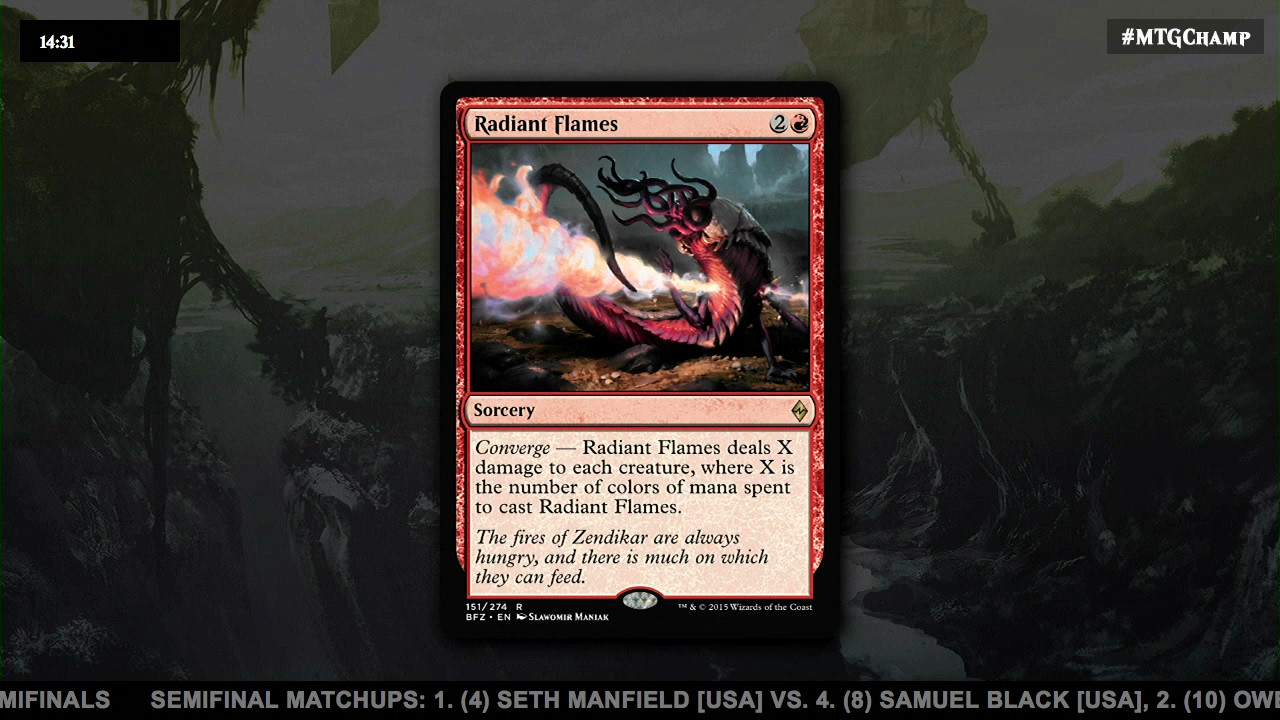 14:31
#MTGCHAMP
Radiant Flames
2
Sorcery
Converge — Radiant Flames deals X
damage to each creature, where X is
the number of colors of mana spent
to cast Radiant Flames.
The fires of Zendikar are always
hungry, and there is much on which
they can feed.
151/274 R
BFZ • EN Slawomir Maniak
™ & © 2015 Wizards of the Coast
MIFINALS SEMIFINAL MATCHUPS: 1. (4) SETH MANFIELD [USA] VS. 4. (8) SAMUEL BLACK [USA], 2. (10) OW